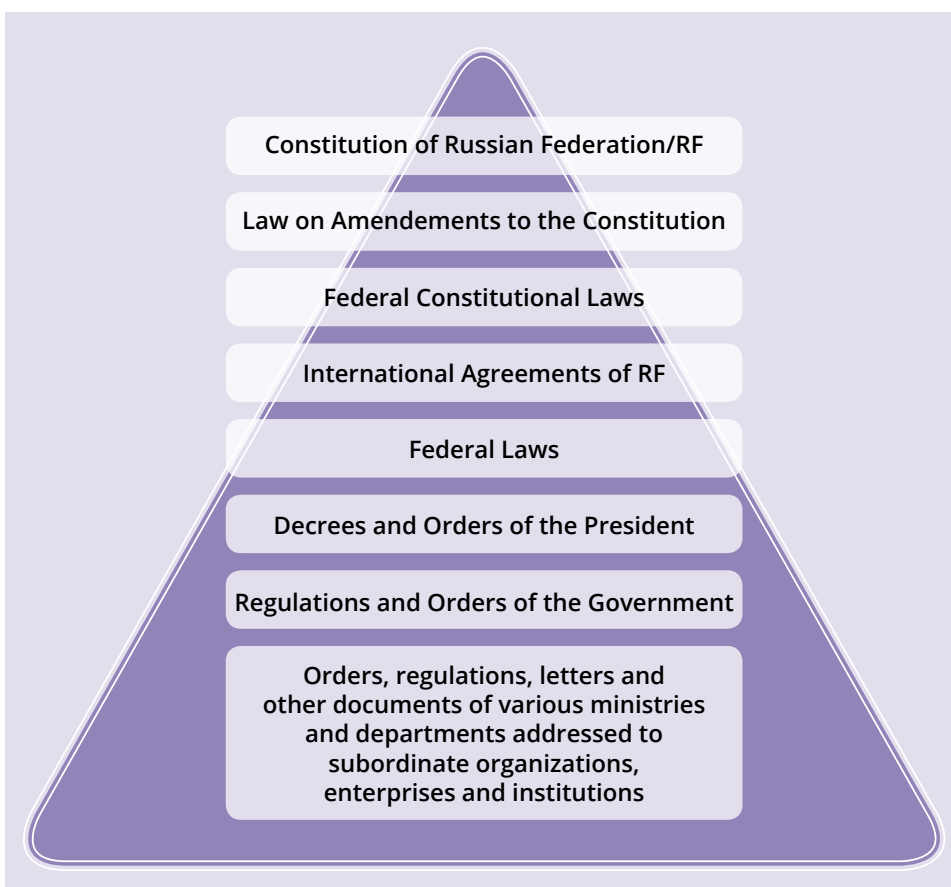 Constitution of Russian Federation/RF
Law on Amendements to the Constitution
Federal Constitutional Laws
International Agreements of RF
Federal Laws
Decrees and Orders of the President
Regulations and Orders of the Government
Orders, regulations, letters and
other documents of various ministries
and departments addressed to
subordinate organizations,
enterprises and institutions